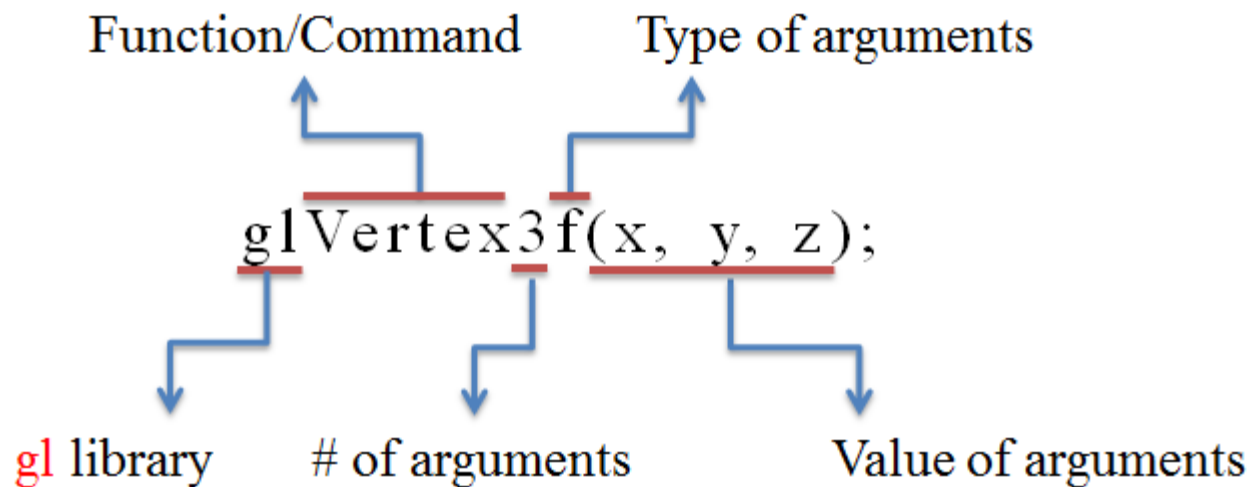 Function/Command Type of arguments
glVertex3f(x, y, z);
gl library # of arguments Value of arguments